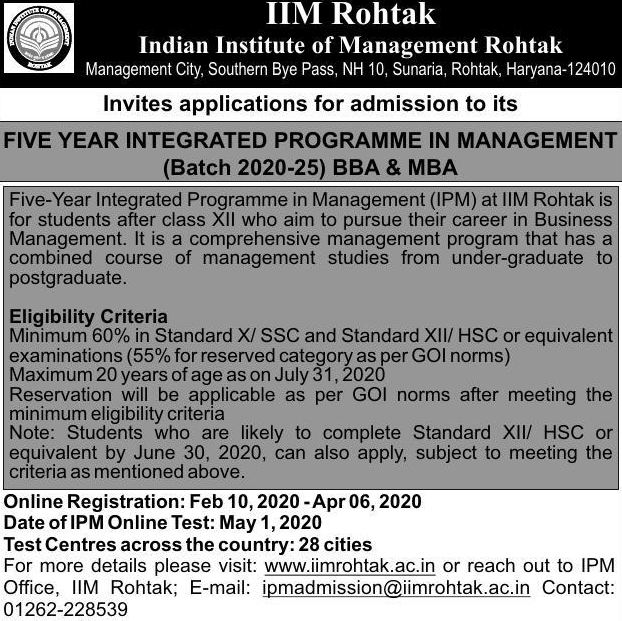 IIM Rohtak
Indian Institute of Management Rohtak
Management City, Southern Bye Pass, NH 10, Sunaria, Rohtak, Haryana-124010
INDIAN INSTITUTE OF MANAGEMENT
ROHTAK
Invites applications for admission to its
FIVE YEAR INTEGRATED PROGRAMME IN MANAGEMENT
(Batch 2020-25) BBA & MBA
Five-Year Integrated Programme in Management (IPM) at IIM Rohtak is
for students after class XII who aim to pursue their career in Business
Management. It is a comprehensive management program that has a
combined course of management studies from under-graduate to
postgraduate.
Eligibility Criteria
Minimum 60% in Standard X/ SSC and Standard XII/ HSC or equivalent
examinations (55% for reserved category as per GOI norms)
Maximum 20 years of age as on July 31, 2020
Reservation will be applicable as per GOI norms after meeting the
minimum eligibility criteria
Note: Students who are likely to complete Standard XII/ HSC or
equivalent by June 30, 2020, can also apply, subject to meeting the
criteria as mentioned above.
Online Registration: Feb 10, 2020 - Apr 06, 2020
Date of IPM Online Test: May 1, 2020
Test Centres across the country: 28 cities
For more details please visit: www.iimrohtak.ac.in or reach out to IPM
Office, IIM Rohtak; E-mail: ipmadmission@iimrohtak.ac.in Contact:
01262-228539